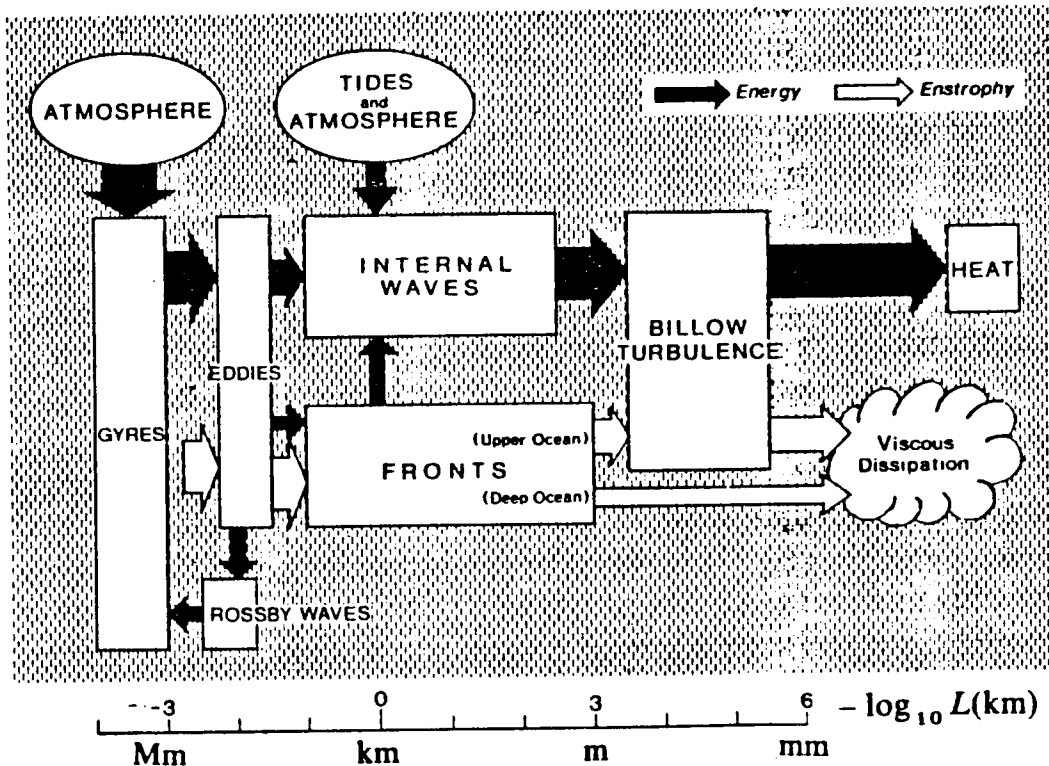 ATMOSPHERE
TIDES
and
ATMOSPHERE
Energy
Enstrophy
INTERNAL
WAVES
HEAT
BILLOW
TURBULENCE
EDDIES
GYRES
(Upper Ocean)
FRONTS
(Deep Ocean)
Viscous
Dissipation
ROSSBY WAVES
-3 0 3 6 − log₁₀ L(km)
Mm km m mm